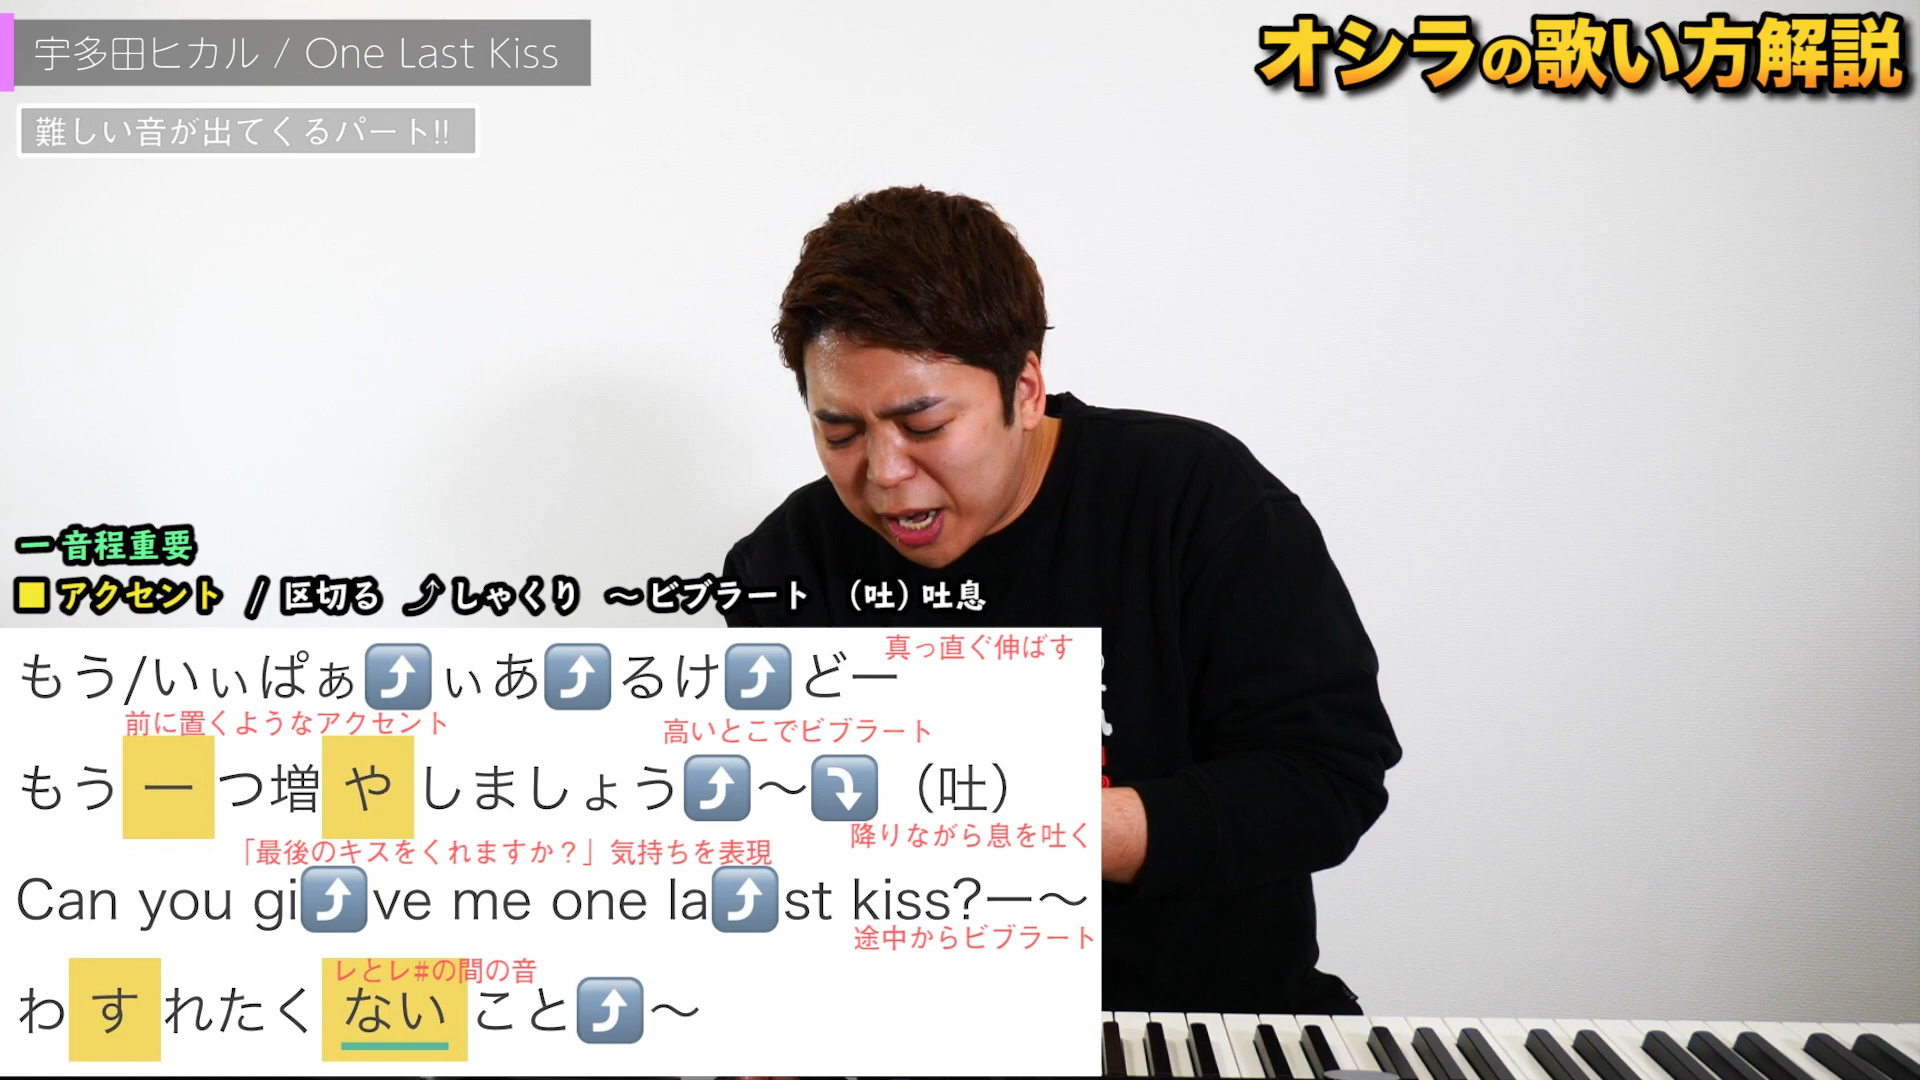 宇多田ヒカル / One Last Kiss
オシラの歌い方解説
難しい音が出てくるパート!!
ー 音程重要
■ アクセント / 区切る ⤴しゃくり 〜ビブラート （吐）吐息
真っ直ぐ伸ばす
もう/いぃぱぁ⤴ぃあ⤴るけ⤴どー
前に置くようなアクセント
高いとこでビブラート
もう一つ増やしましょう⤴〜⤵（吐）
降りながら息を吐く
「最後のキスをくれますか？」気持ちを表現
Can you gi⤴ve me one la⤴st kiss?ー〜
途中からビブラート
レとレ#の間の音
わすれたくないこと⤴〜